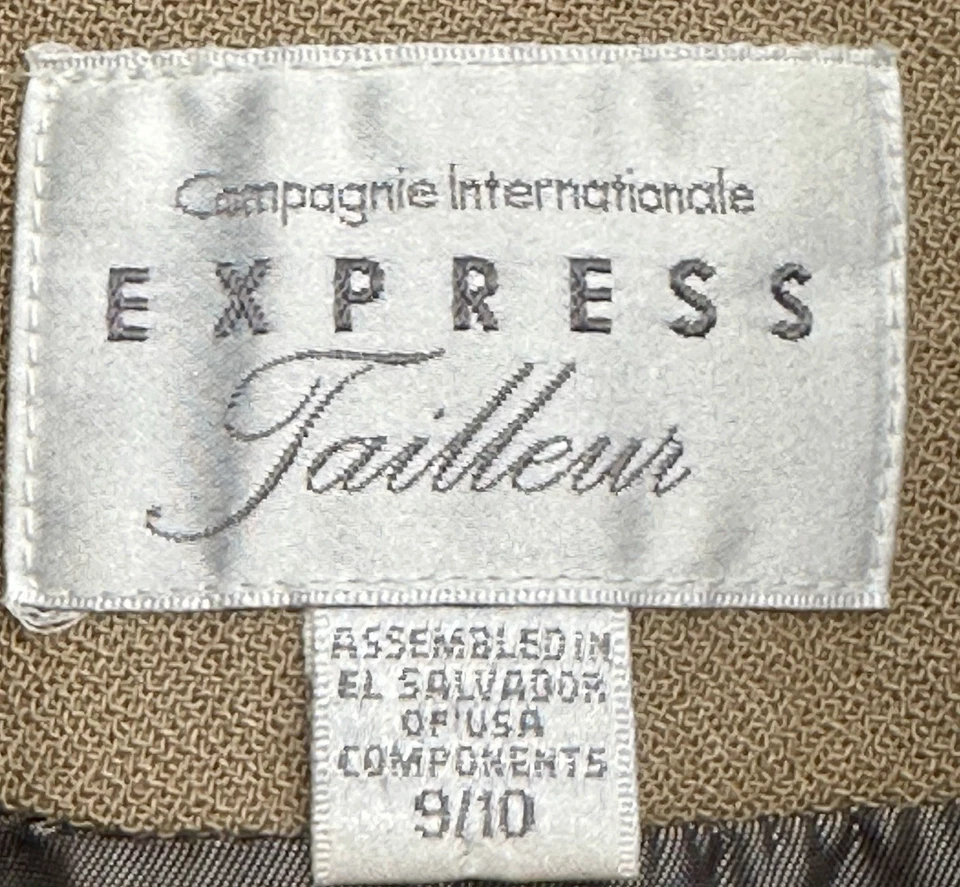 Compagnie Internationale
EXPRESS
Tailleur
ASSEMBLED IN
EL SALVADOR
OF USA
COMPONENTS
9/10